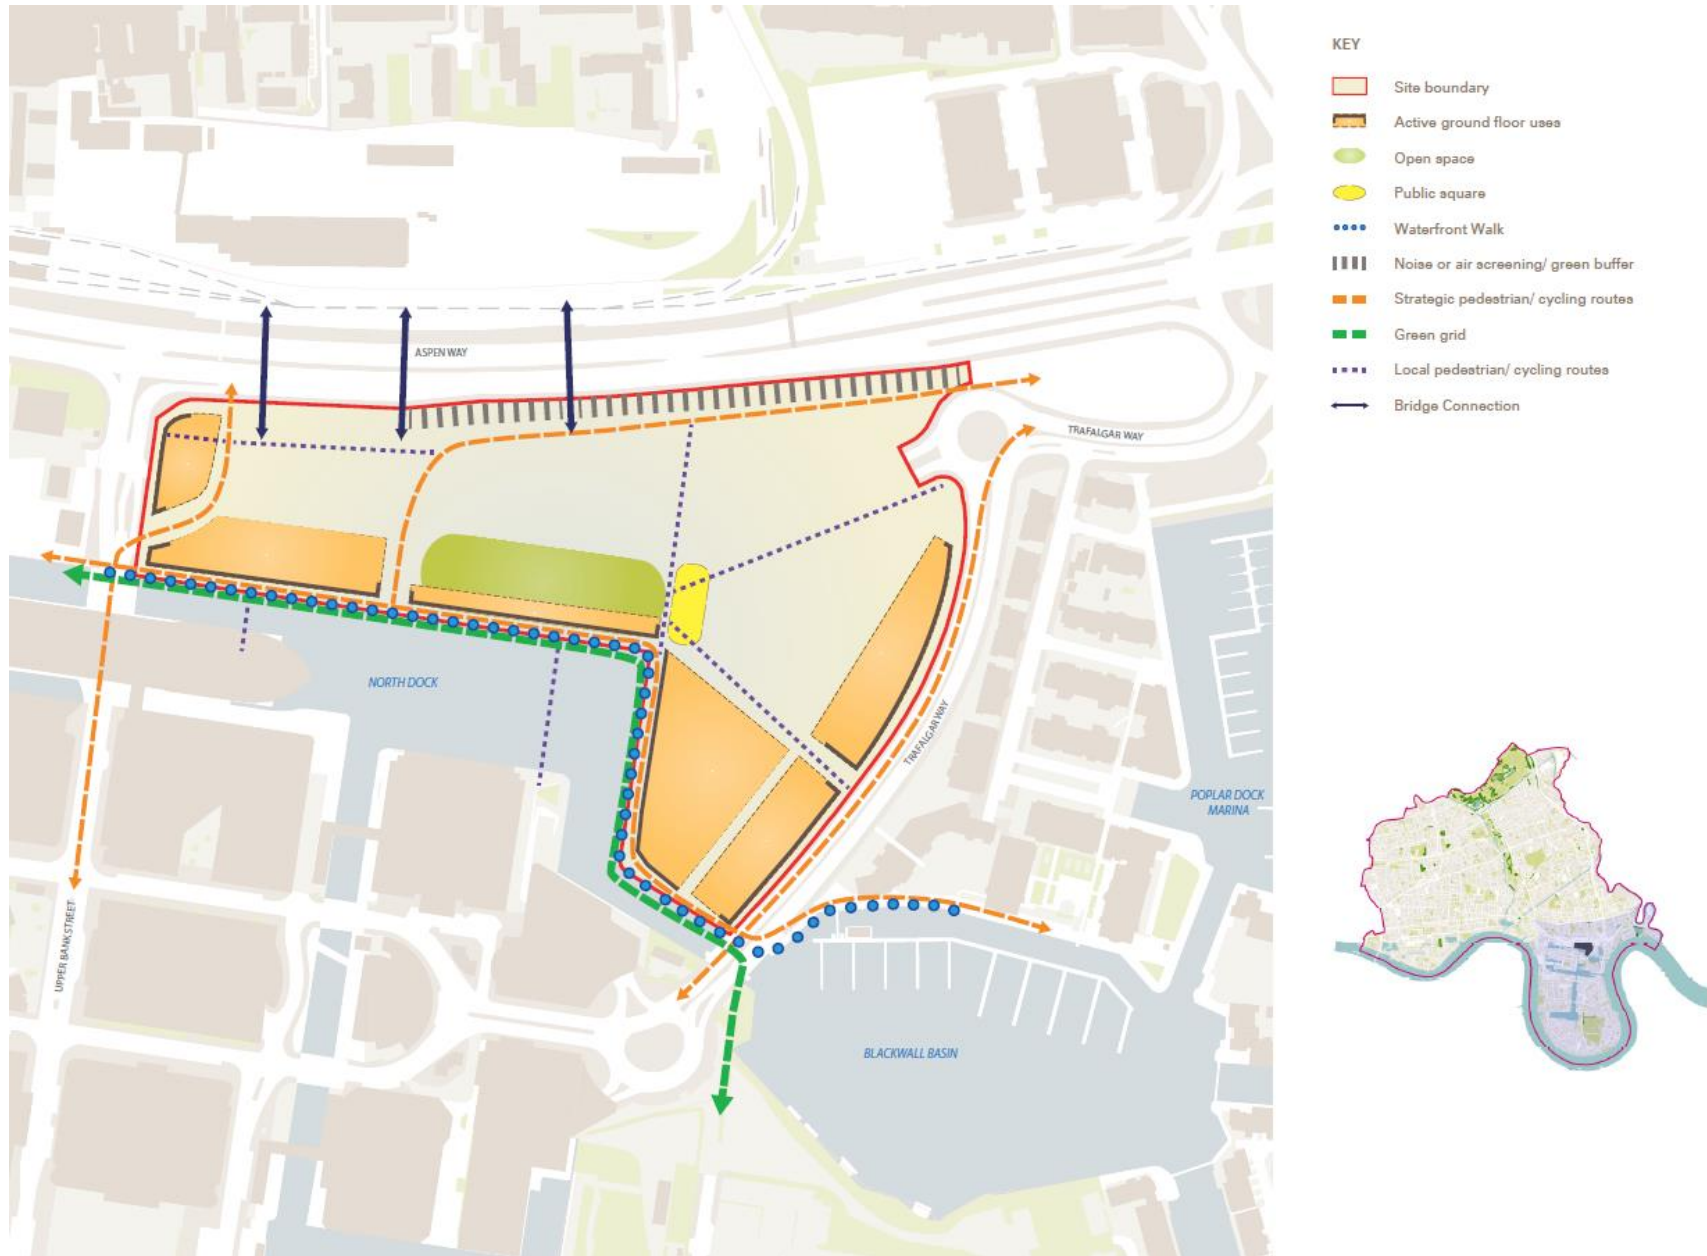 KEY
Site boundary
Active ground floor uses
Open space
Public square
Waterfront Walk
Noise or air screening/ green buffer
Strategic pedestrian/ cycling routes
Green grid
Local pedestrian/ cycling routes
Bridge Connection
ASPEN WAY
TRAFALGAR WAY
NORTH DOCK
TRAFALGAR WAY
POPLAR DOCK
MARINA
UPPER BANK STREET
BLACKWALL BASIN